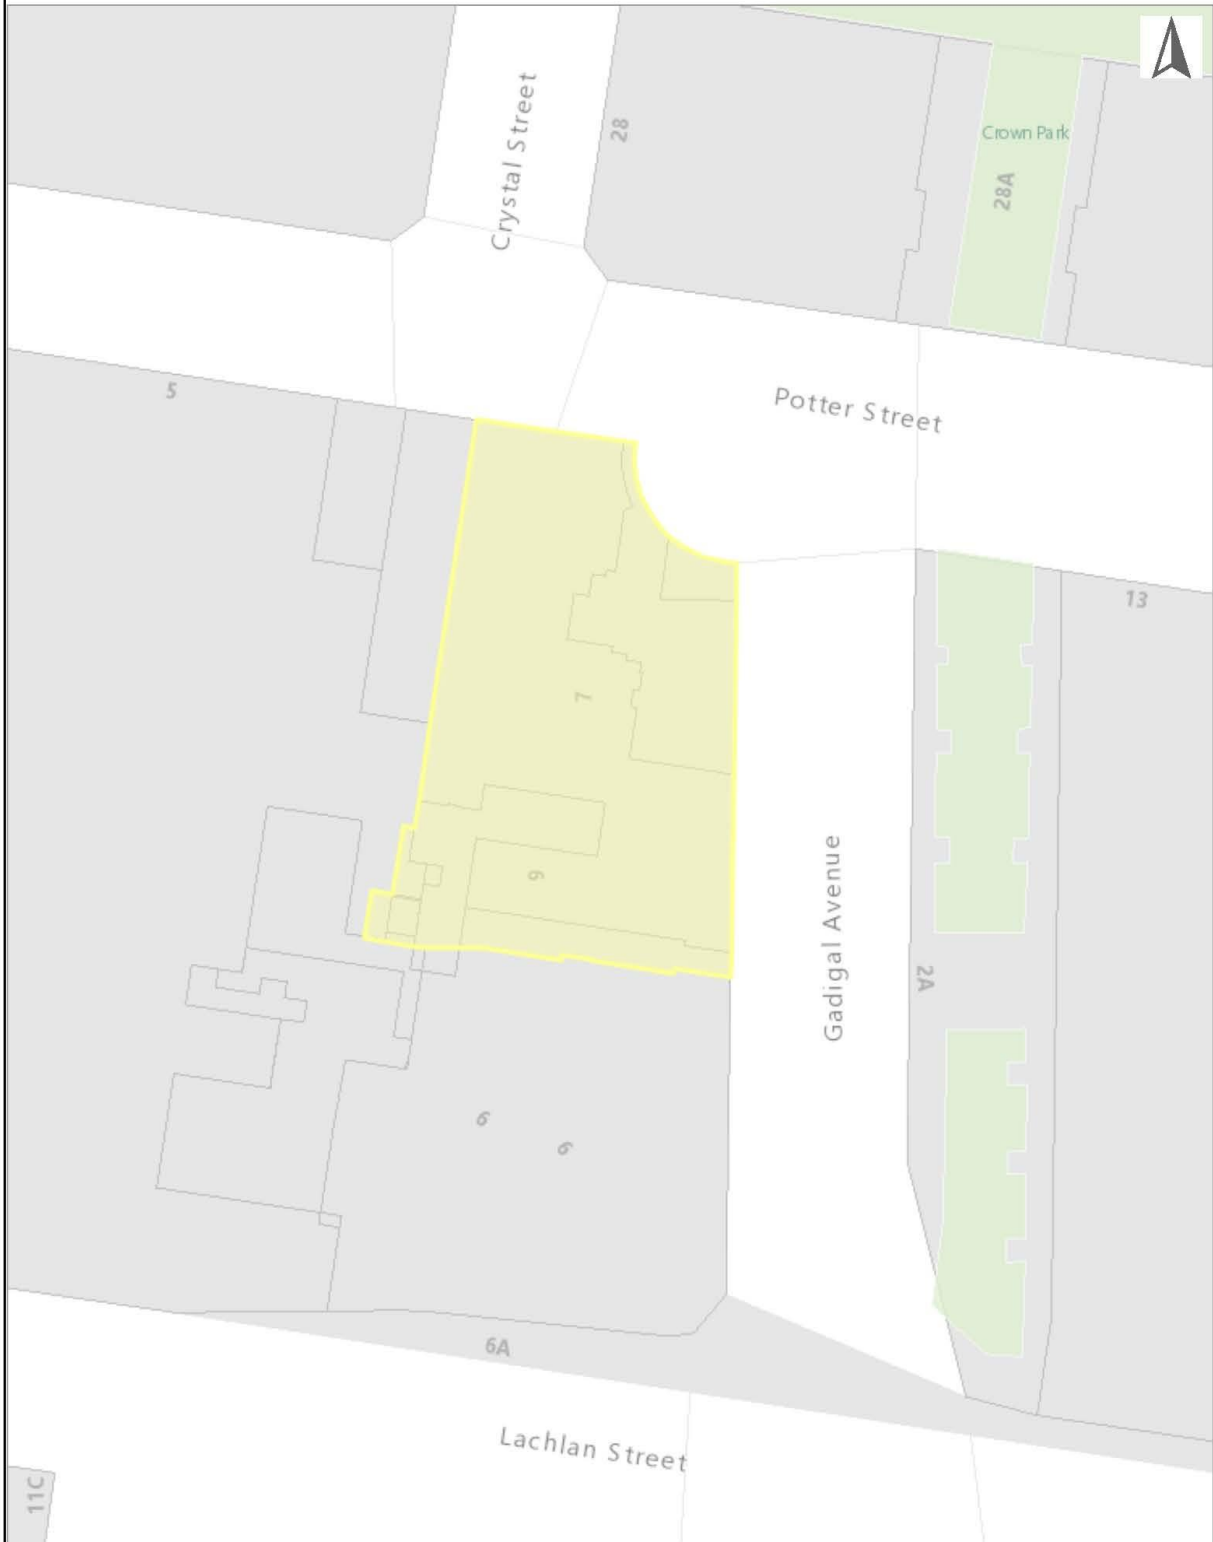 Crystal Street
28
Crown Park
28A
5
Potter Street
13
7
9
Gadigal Avenue
2A
6
6
6A
Lachlan Street
11C